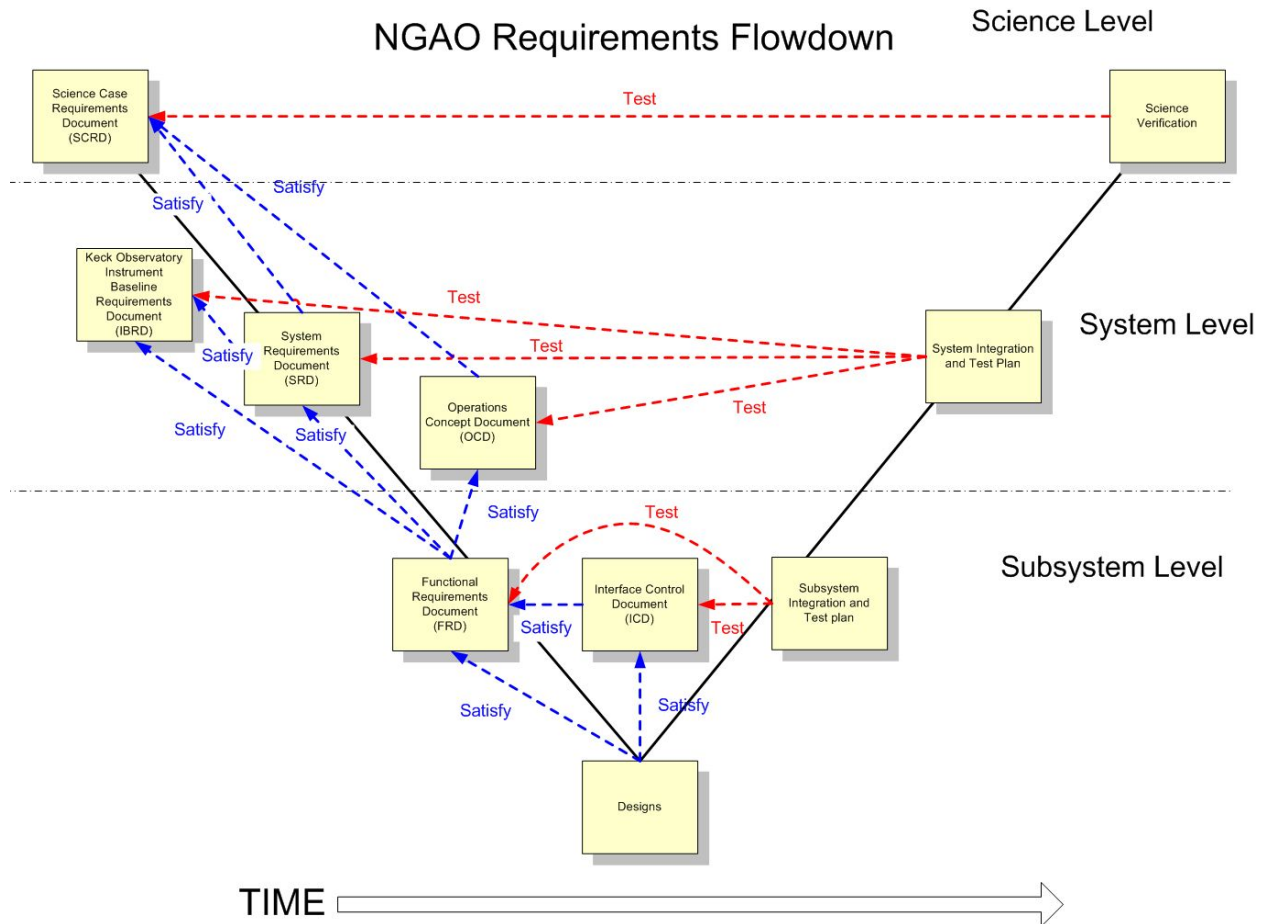 NGAO Requirements Flowdown
Science Level
Science Case
Requirements
Document
(SCRD)
Test
Science
Verification
Satisfy
Satisfy
Keck Observatory
Instrument
Baseline
Requirements
Document
(IBRD)
Test
System
Requirements
Document
(SRD)
Satisfy
Test
System Integration
and Test Plan
System Level
Operations
Concept Document
(OCD)
Test
Satisfy
Satisfy
Satisfy
Test
Functional
Requirements
Document
(FRD)
Interface Control
Document
(ICD)
Subsystem
Integration and
Test plan
Subsystem Level
Satisfy
Test
Satisfy
Satisfy
Designs
TIME